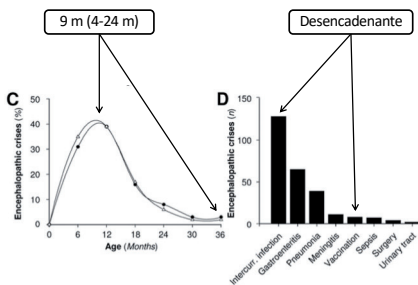 9 m (4-24 m)
Desencadenante
C
Encephalopathic crises (%)
50
40
30
20
10
0
0
6
12
18
24
30
36
Age (Months)
D
Encephalopathic crises (n)
150
100
50
0
Intercurr. infection
Gastroenteritis
Pneumonia
Meningitis
Vaccination
Sepsis
Surgery
Urinary tract